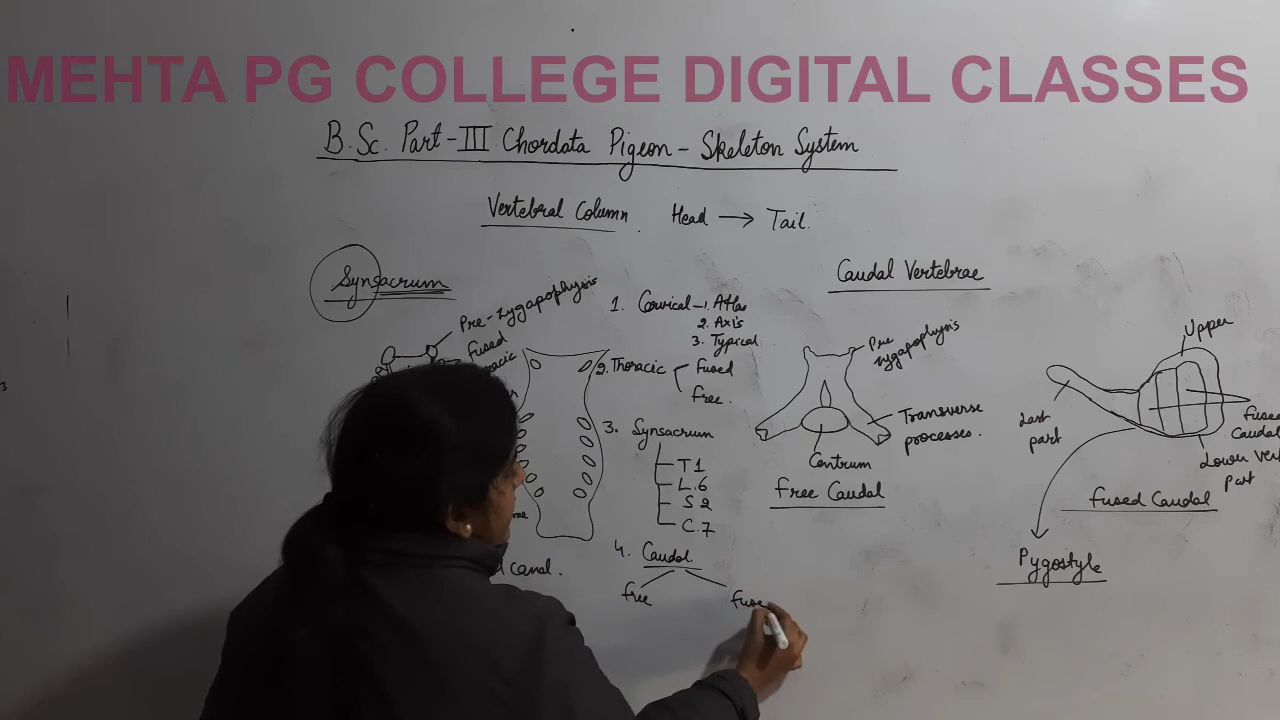 MEHTA PG COLLEGE DIGITAL CLASSES
B.Sc. Part-III Chordata Pigeon - Skeleton System
Vertebral Column. Head → Tail.
Synsacrum
Pre-zygapophysis
fused
canal.
1. Cervical - 1. Atlas
2. Axis
3. Typical
2. Thoracic
Fused
free.
3. Synsacrum
T 1
L. 6
S 2
C. 7
4. Caudal.
free
fuse
Caudal Vertebrae
Pre
zygapophysis
Transverse
processes.
Centrum
Free Caudal
Upper
Last
part
Caudal
Lower
part
Fused Caudal
Pygostyle
3